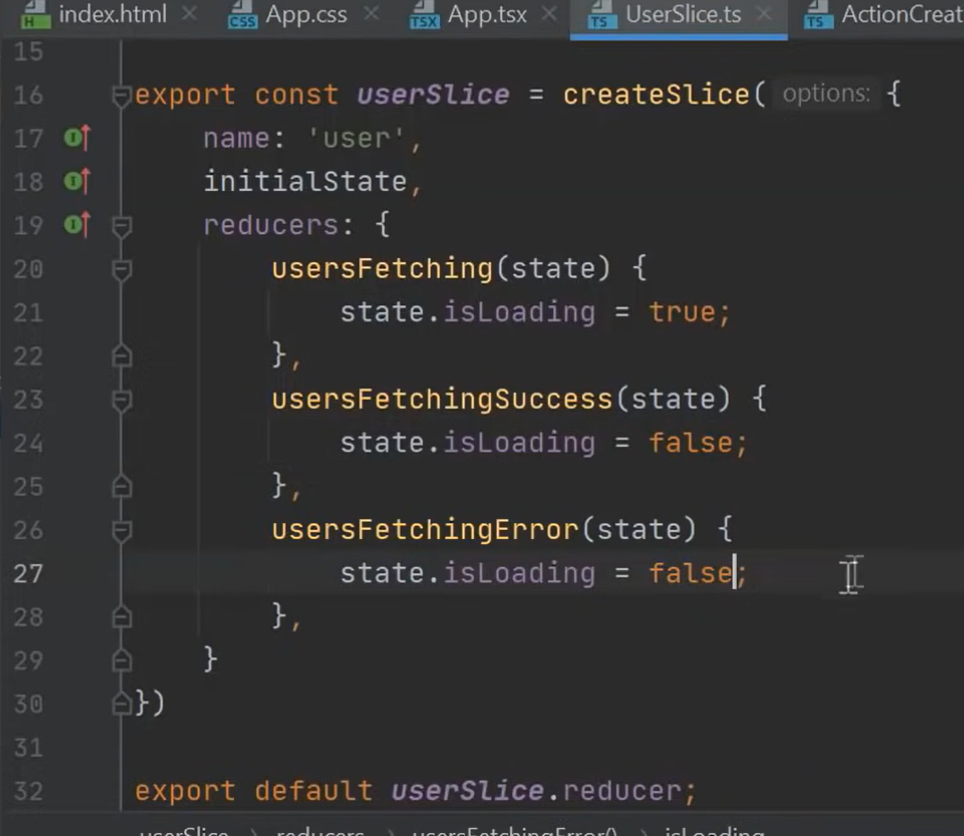 index.html × App.css × App.tsx × UserSlice.ts × ActionCreat
15
16 export const userSlice = createSlice( options: {
17 name: 'user',
18 initialState,
19 reducers: {
20 usersFetching(state) {
21 state.isLoading = true;
22 },
23 usersFetchingSuccess(state) {
24 state.isLoading = false;
25 },
26 usersFetchingError(state) {
27 state.isLoading = false;
28 },
29 }
30 })
31
32 export default userSlice.reducer;
userSlice > reducers > usersFetchingError() > isLoading